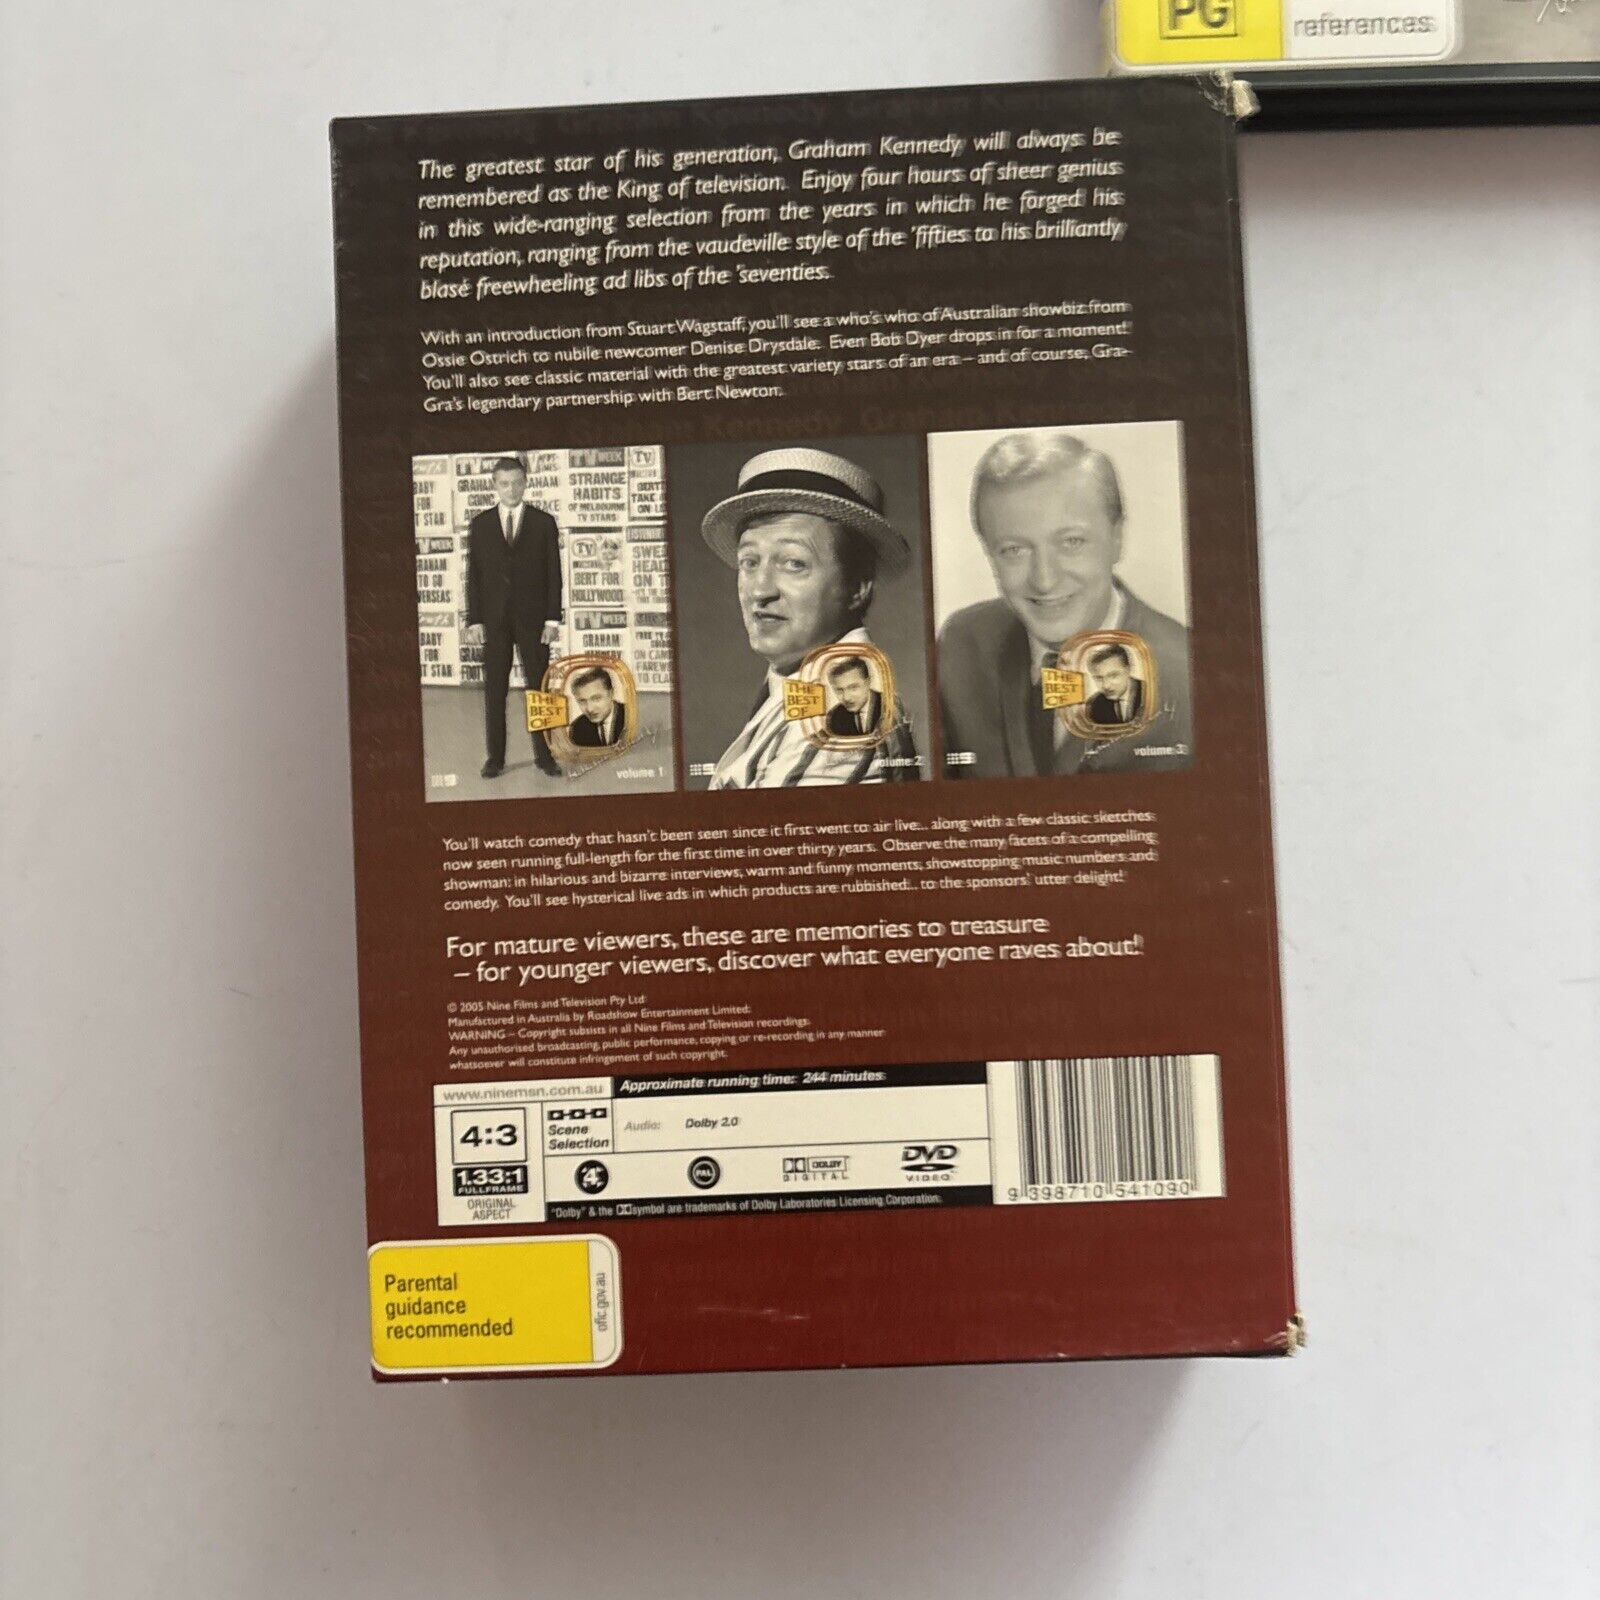 PG
references
The greatest star of his generation, Graham Kennedy will always be
remembered as the King of television. Enjoy four hours of sheer genius
in this wide-ranging selection from the years in which he forged his
reputation, ranging from the vaudeville style of the 'fifties to his brilliantly
blasé freewheeling ad libs of the 'seventies.
With an introduction from Stuart Wagstaff, you'll see a who's who of Australian showbiz from
Ossie Ostrich to nubile newcomer Denise Drysdale. Even Bob Dyer drops in for a moment!
You'll also see classic material with the greatest variety stars of an era – and of course, Gra-
Gra's legendary partnership with Bert Newton.
STRANGE
HABITS
OF MELBOURNE
TV STARS
BERT FOR
HOLLYWOOD
TV WEEK
GRAHAM
THE
BEST
OF
volume 1
THE
BEST
OF
volume 2
THE
BEST
OF
volume 3
You'll watch comedy that hasn't been seen since it first went to air live... along with a few classic sketches
now seen running full-length for the first time in over thirty years. Observe the many facets of a compelling
showman: in hilarious and bizarre interviews, warm and funny moments, showstopping music numbers and
comedy. You'll see hysterical live ads in which products are rubbished... to the sponsors' utter delight!
For mature viewers, these are memories to treasure
– for younger viewers, discover what everyone raves about!
© 2005 Nine Films and Television Pty Ltd
Manufactured in Australia by Roadshow Entertainment Limited.
WARNING – Copyright subsists in all Nine Films and Television recordings.
Any unauthorised broadcasting, public performance, copying or re-recording in any manner
whatsoever will constitute infringement of such copyright.
www.ninemsn.com.au
Approximate running time: 244 minutes
4:3
1.33:1
FULLFRAME
ORIGINAL
ASPECT
Scene
Selection
Audio: Dolby 2.0
4
PAL
DOLBY
DIGITAL
DVD
VIDEO
"Dolby" & the symbol are trademarks of Dolby Laboratories Licensing Corporation.
9 398710 541090
Parental
guidance
recommended
oflc.gov.au